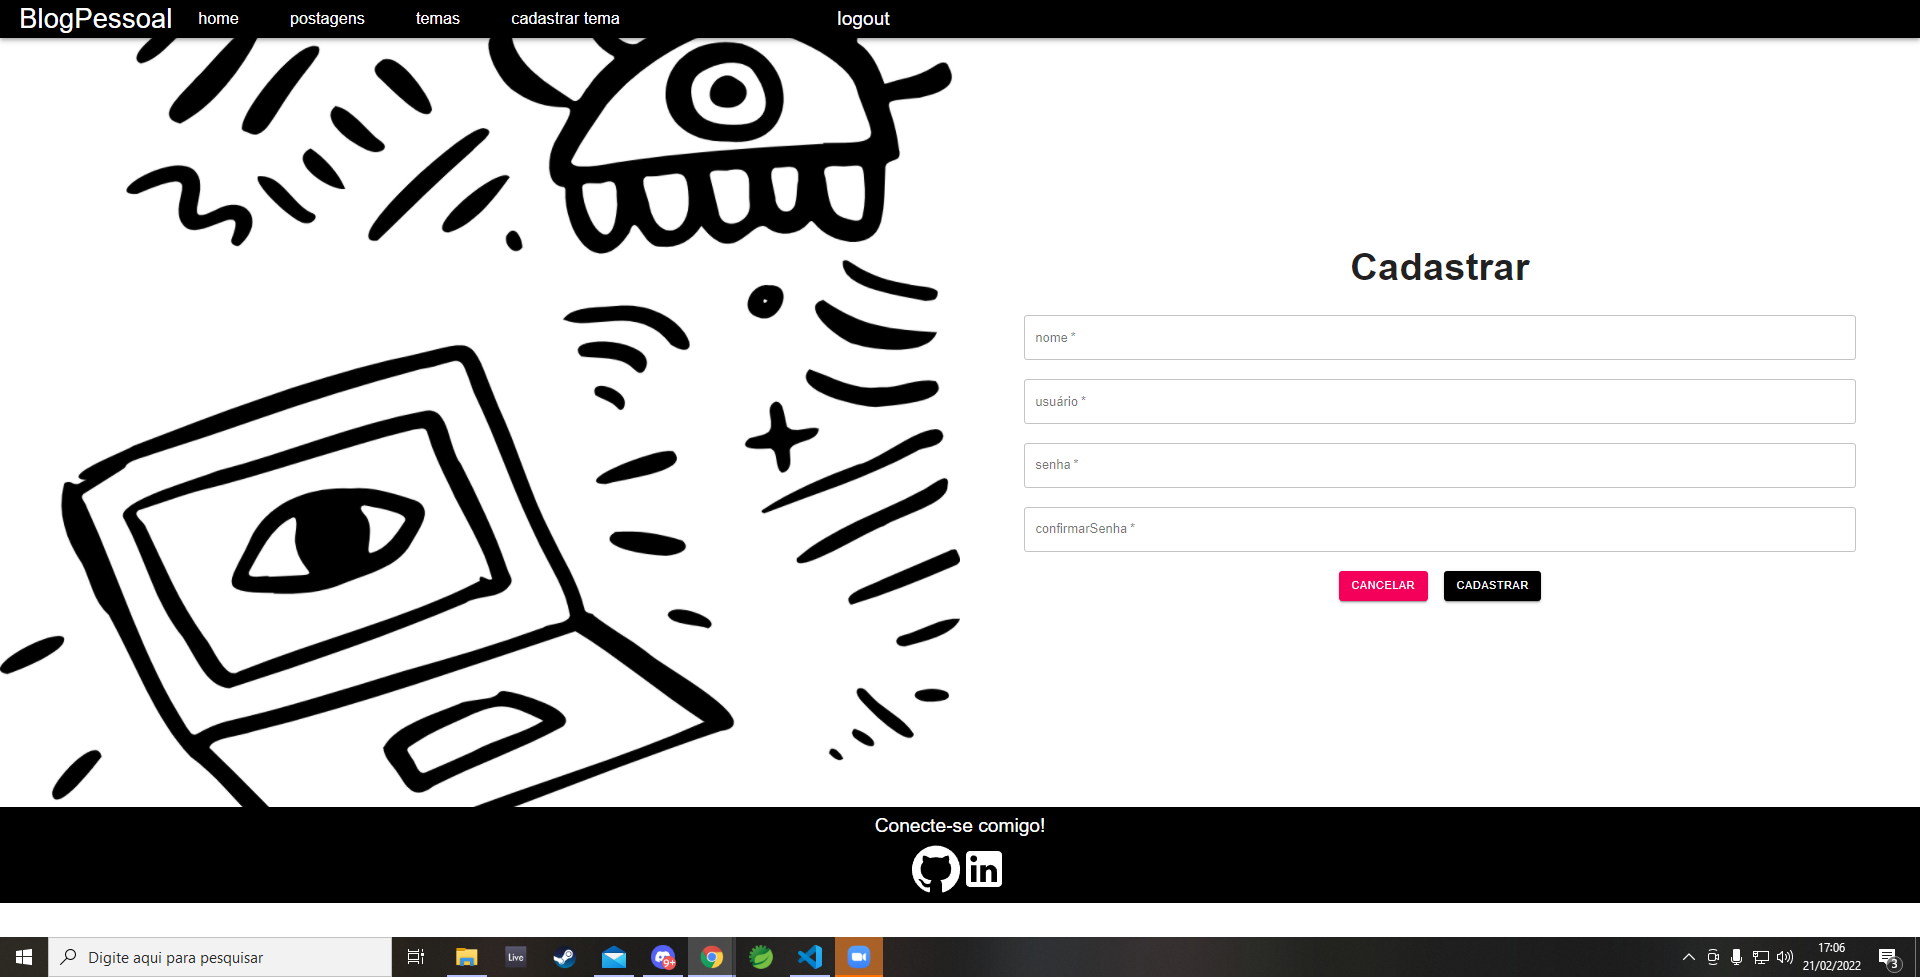 BlogPessoal home postagens temas cadastrar tema logout
Cadastrar
nome *
usuário *
senha *
confirmarSenha *
CANCELAR CADASTRAR
Conecte-se comigo!
in
Digite aqui para pesquisar
Live
9+
17:06
21/02/2022
3